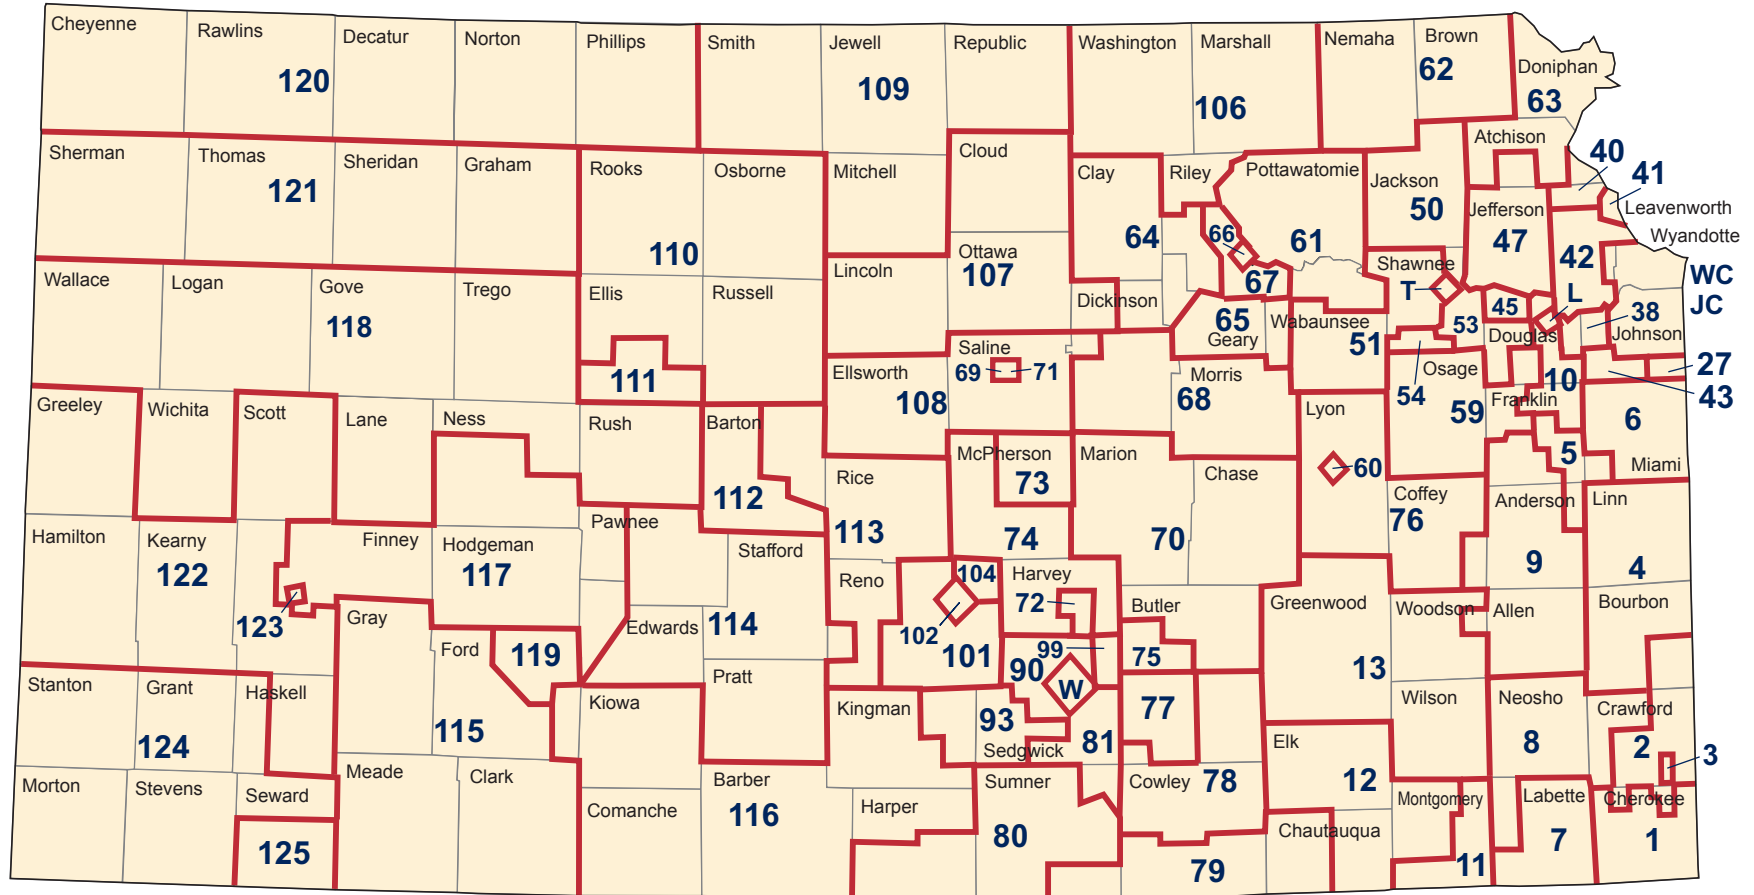 Cheyenne
Rawlins
Decatur
Norton
Phillips
Smith
Jewell
Republic
Washington
Marshall
Nemaha
Brown
Doniphan
120
109
106
62
63
Sherman
Thomas
Sheridan
Graham
Rooks
Osborne
Mitchell
Cloud
Clay
Riley
Pottawatomie
Jackson
Atchison
40
41
121
110
64
66
61
50
Jefferson
47
Leavenworth
Wyandotte
Wallace
Logan
Gove
Trego
Ellis
Russell
Lincoln
Ottawa
107
Dickinson
67
Shawnee
T
42
WC
JC
118
65
Geary
Wabaunsee
51
53
45
L
Douglas
38
Johnson
111
Saline
69
71
Ellsworth
108
Morris
68
54
Osage
59
10
Franklin
27
43
Greeley
Wichita
Scott
Lane
Ness
Rush
Barton
112
McPherson
73
Marion
Chase
Lyon
60
5
6
Miami
Rice
113
74
70
Coffey
76
Anderson
9
Linn
4
Hamilton
Kearny
122
Finney
123
Hodgeman
117
Pawnee
Stafford
Reno
104
Harvey
72
102
101
99
90
W
Butler
75
Greenwood
13
Woodson
Allen
Bourbon
Gray
Ford
119
Edwards
114
Pratt
Stanton
Grant
124
Haskell
115
Kiowa
Kingman
93
Sedgwick
81
77
78
Elk
12
Wilson
Neosho
8
Crawford
2
3
Morton
Stevens
Seward
125
Meade
Clark
Comanche
Barber
116
Harper
Sumner
80
Cowley
79
Chautauqua
Montgomery
11
Labette
7
Cherokee
1